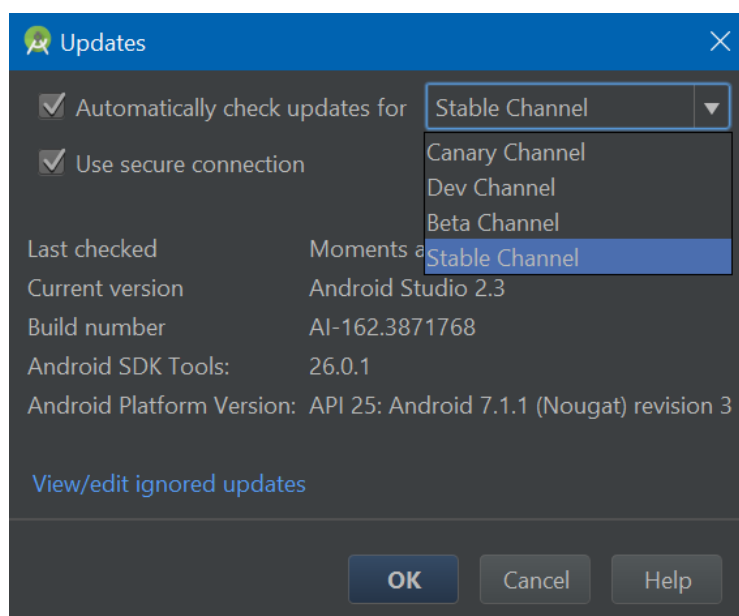 Updates
Automatically check updates for Stable Channel
Canary Channel
Use secure connection
Dev Channel
Beta Channel
Stable Channel
Last checked Moments a
Current version Android Studio 2.3
Build number AI-162.3871768
Android SDK Tools: 26.0.1
Android Platform Version: API 25: Android 7.1.1 (Nougat) revision 3
View/edit ignored updates
OK Cancel Help